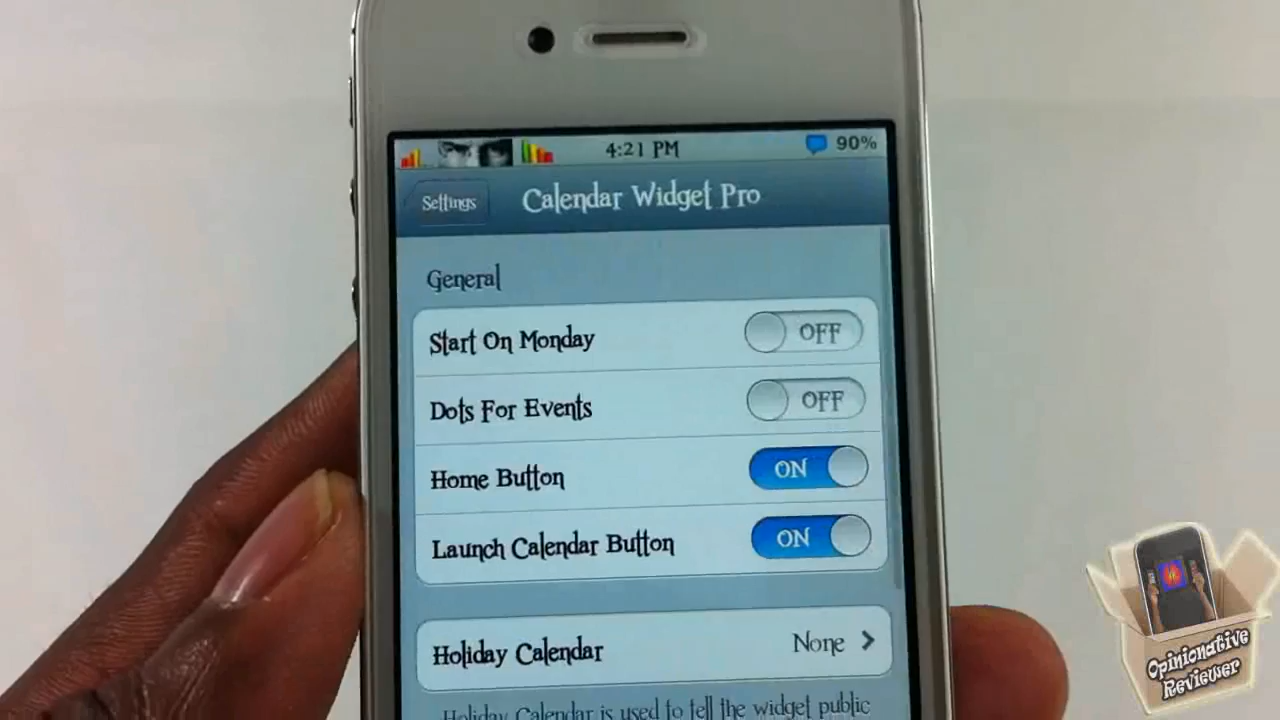 4:21 PM 90%
Settings Calendar Widget Pro
General
Start On Monday OFF
Dots For Events OFF
Home Button ON
Launch Calendar Button ON
Holiday Calendar None
Holiday Calendar is used to tell the widget public
Opinionative
Reviewer